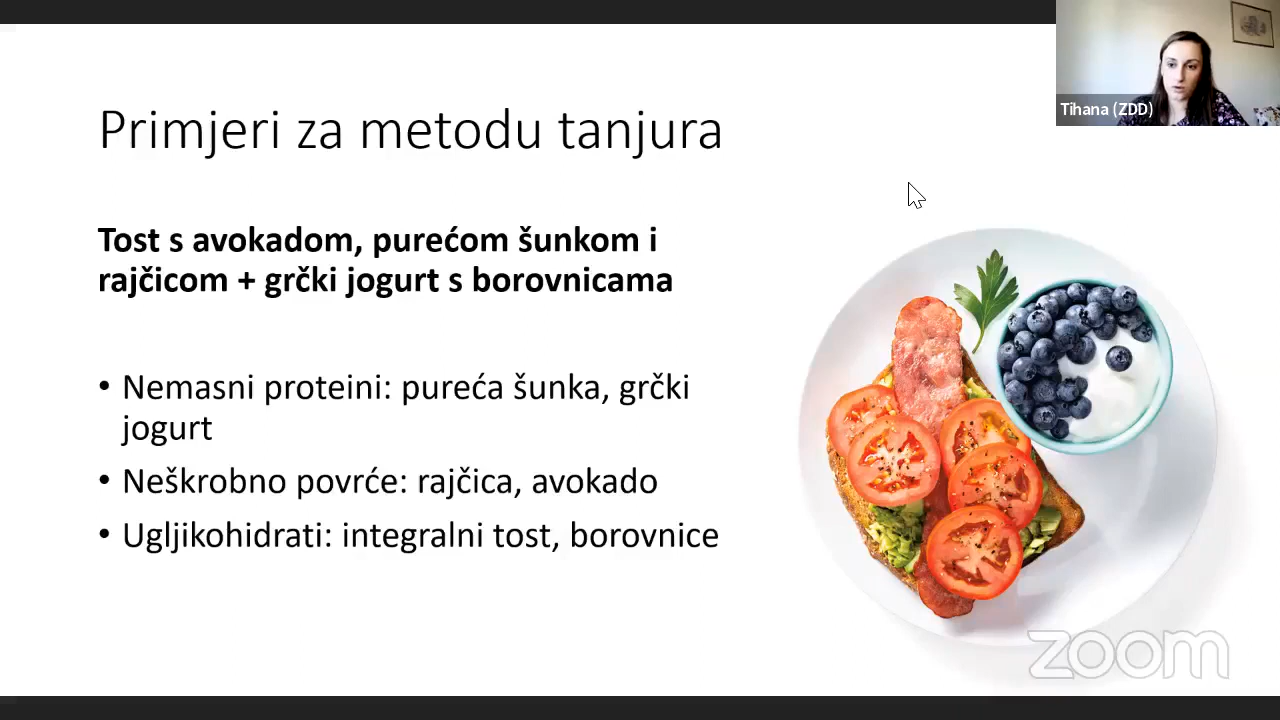 Primjeri za metodu tanjura
Tost s avokadom, purećom šunkom i
rajčicom + grčki jogurt s borovnicama
• Nemasni proteini: pureća šunka, grčki
jogurt
• Neškrobno povrće: rajčica, avokado
• Ugljikohidrati: integralni tost, borovnice
Tihana (ZDD)
zoom